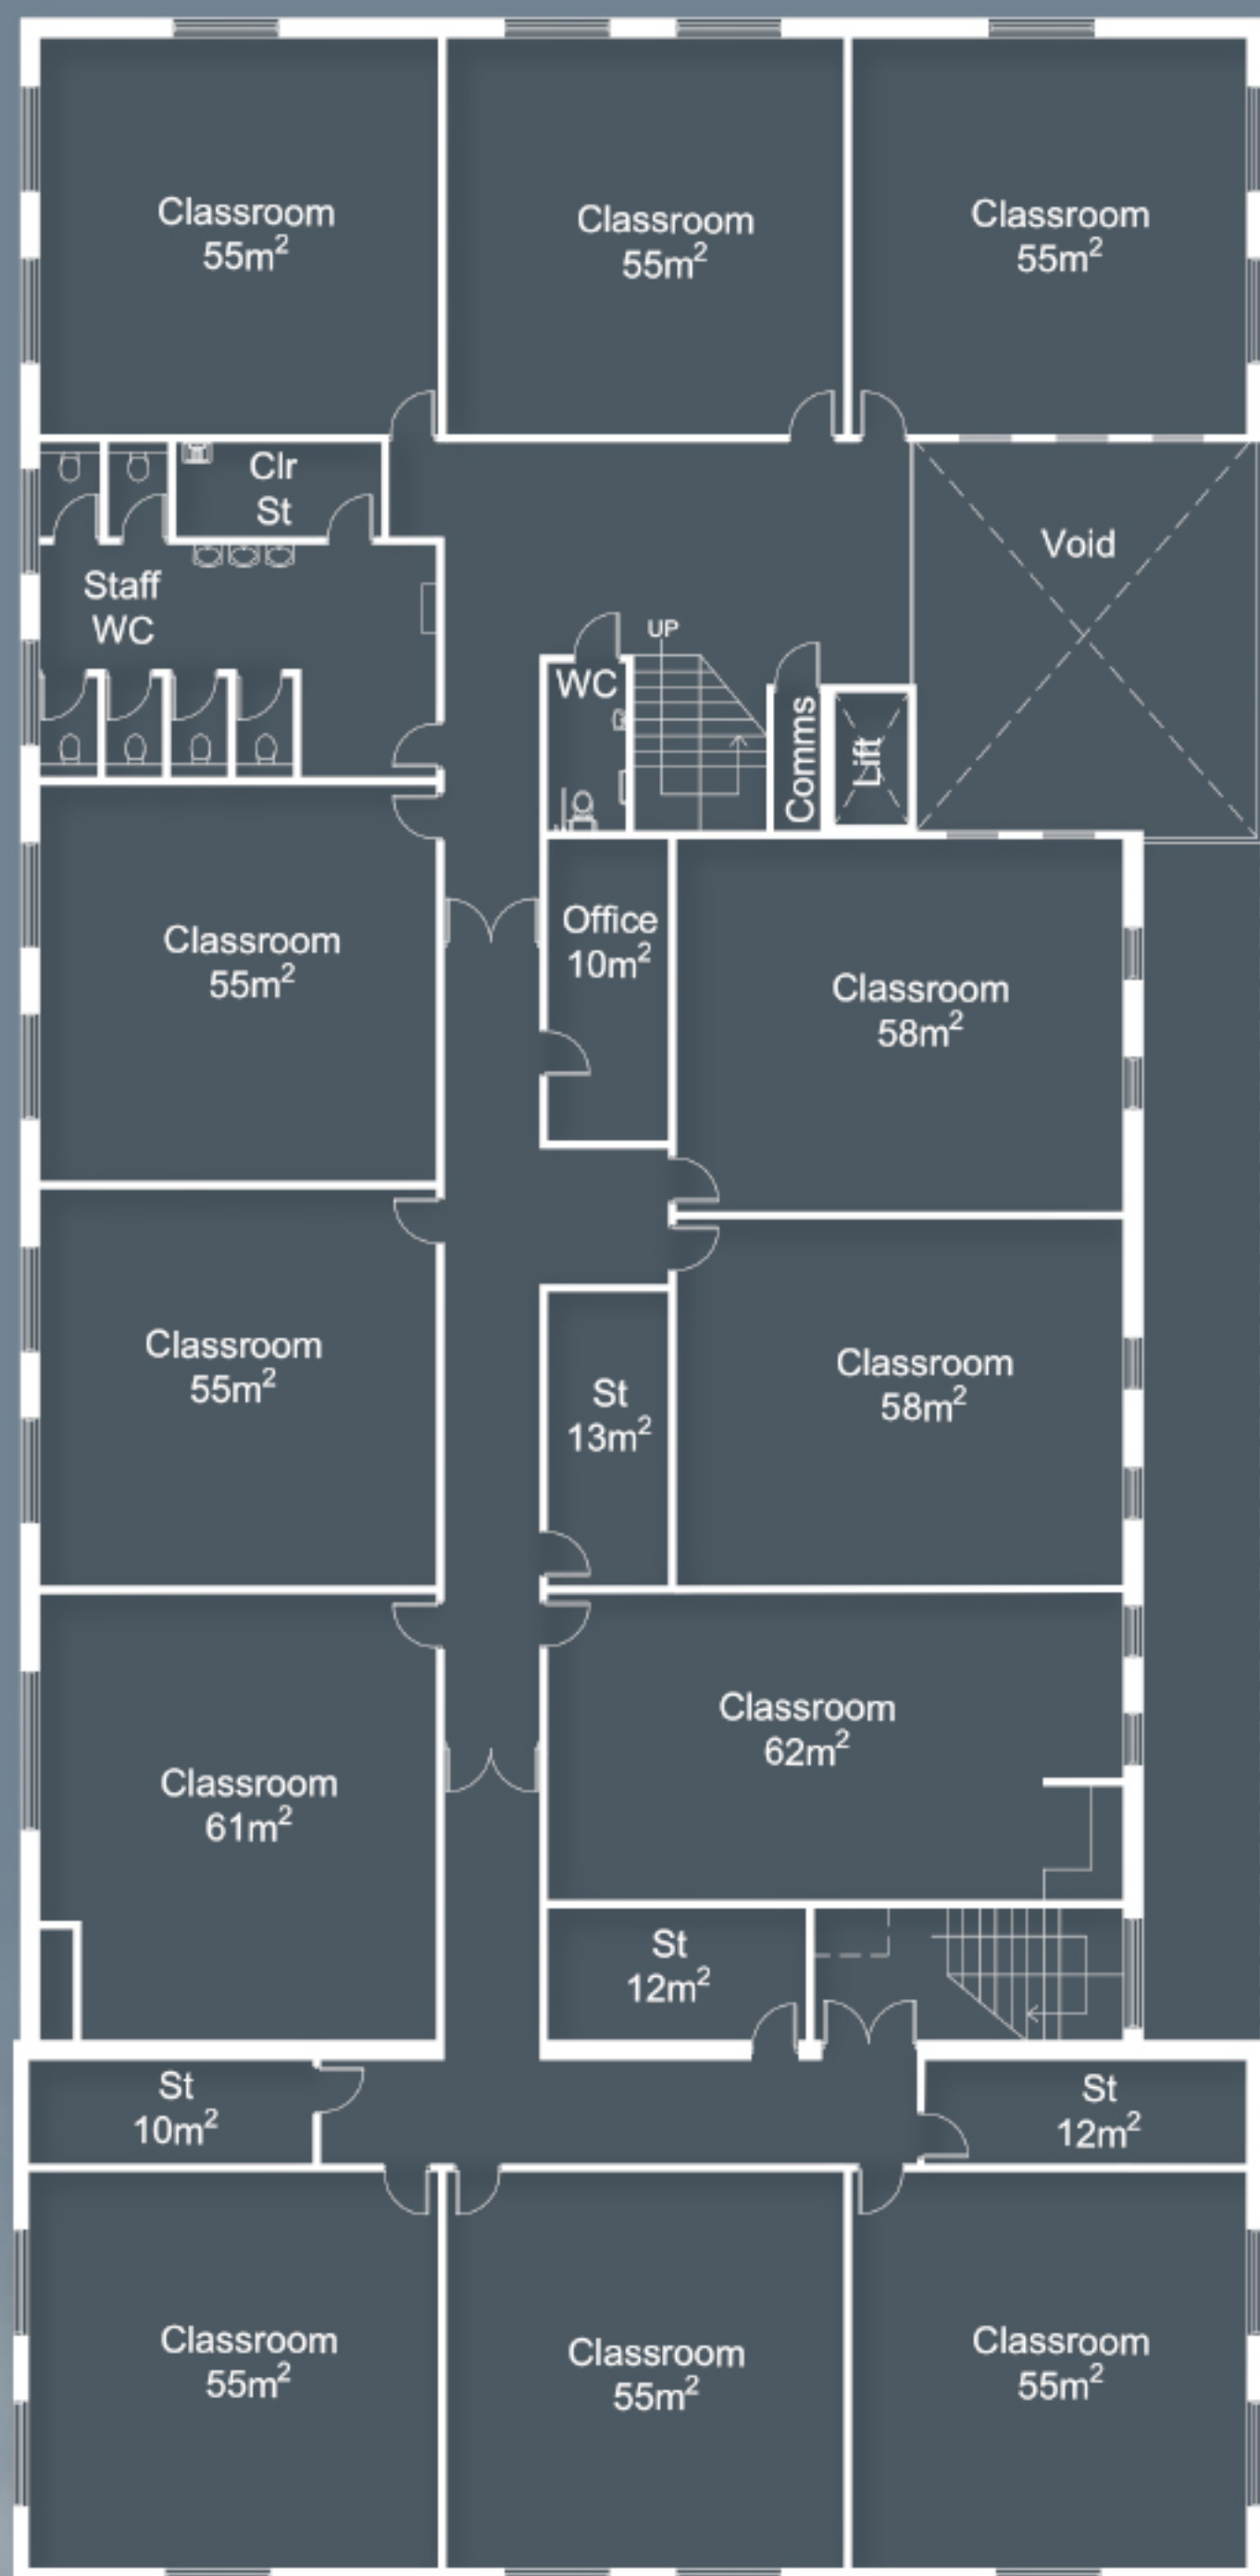 Classroom
55m²
Classroom
55m²
Classroom
55m²
Clr
St
Void
Staff
WC
UP
WC
Comms
Lift
Office
10m²
Classroom
55m²
Classroom
58m²
Classroom
55m²
St
13m²
Classroom
58m²
Classroom
62m²
Classroom
61m²
St
12m²
St
10m²
St
12m²
Classroom
55m²
Classroom
55m²
Classroom
55m²